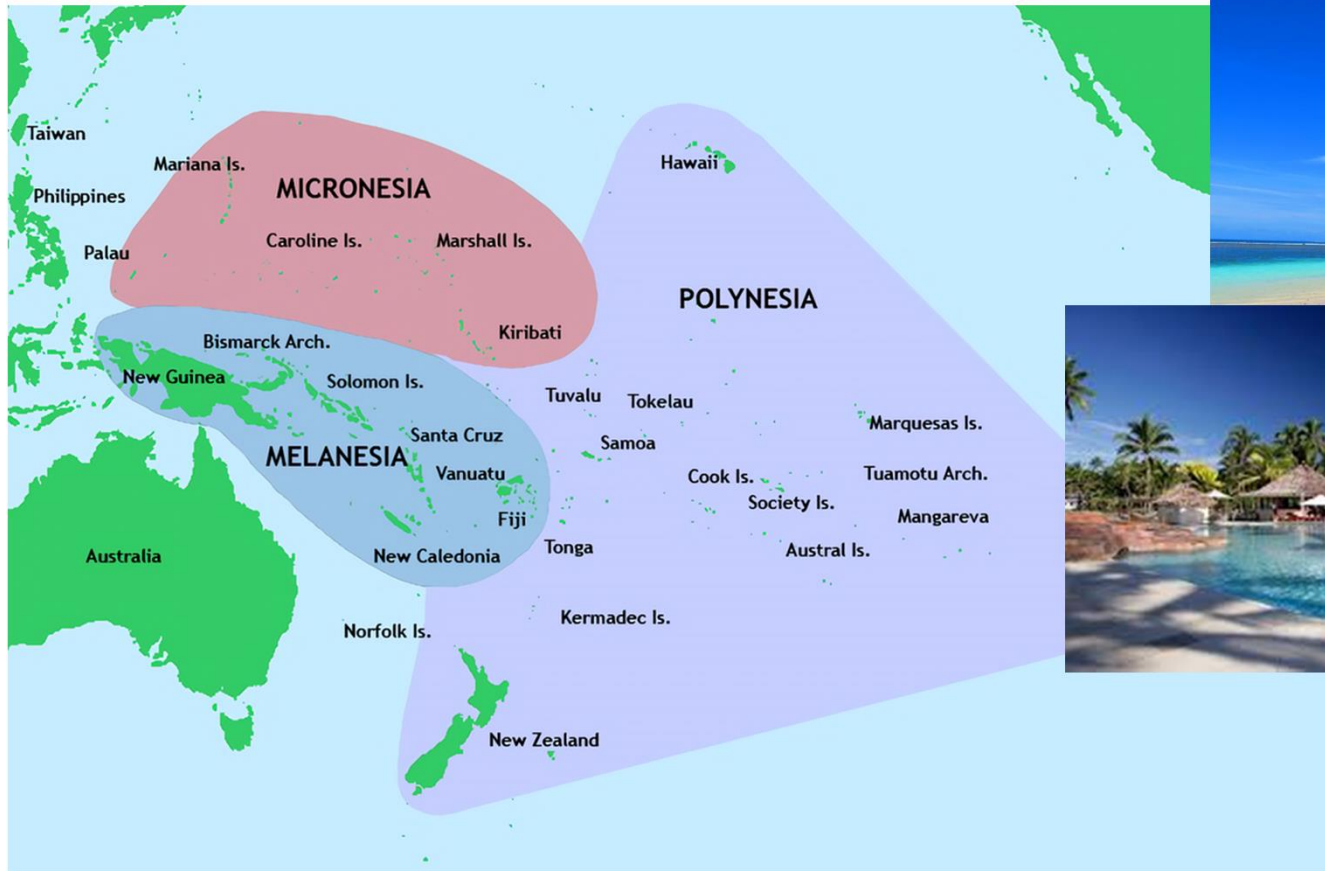 Taiwan
Hawaii
Mariana Is.
MICRONESIA
Philippines
Caroline Is.
Marshall Is.
Palau
POLYNESIA
Kiribati
Bismarck Arch.
New Guinea
Solomon Is.
Tuvalu
Tokelau
Marquesas Is.
Santa Cruz
Samoa
MELANESIA
Vanuatu
Cook Is.
Tuamotu Arch.
Society Is.
Fiji
Mangareva
Tonga
Austral Is.
Australia
New Caledonia
Kermadec Is.
Norfolk Is.
New Zealand